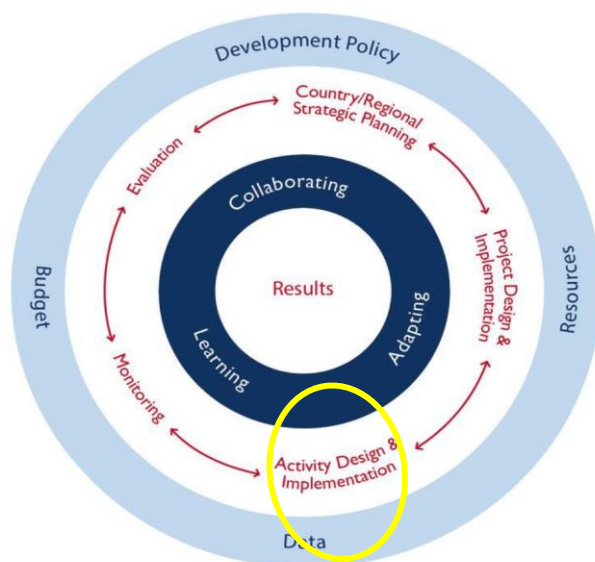 Development Policy
Country/Regional
Strategic Planning
Evaluation
Collaborating
Project Design &
Implementation
Budget
Results
Resources
Learning
Adapting
Monitoring
Activity Design &
Implementation
Data